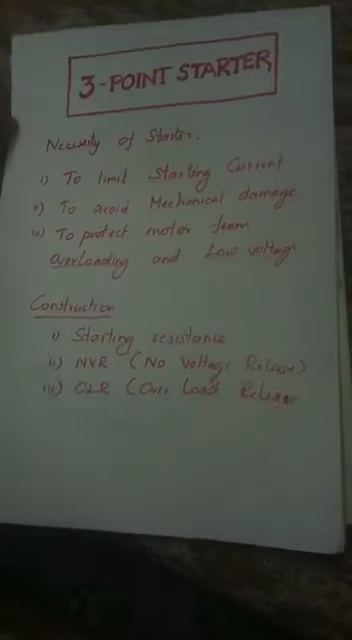 3-POINT STARTER
Necessity of Starter.
i) To limit Starting Current
ii) To avoid Mechanical damage
iii) To protect motor from
overLoading and Low voltage
Construction
i) Starting resistance
ii) NVR (No Voltage Release)
iii) OLR (Over Load Release